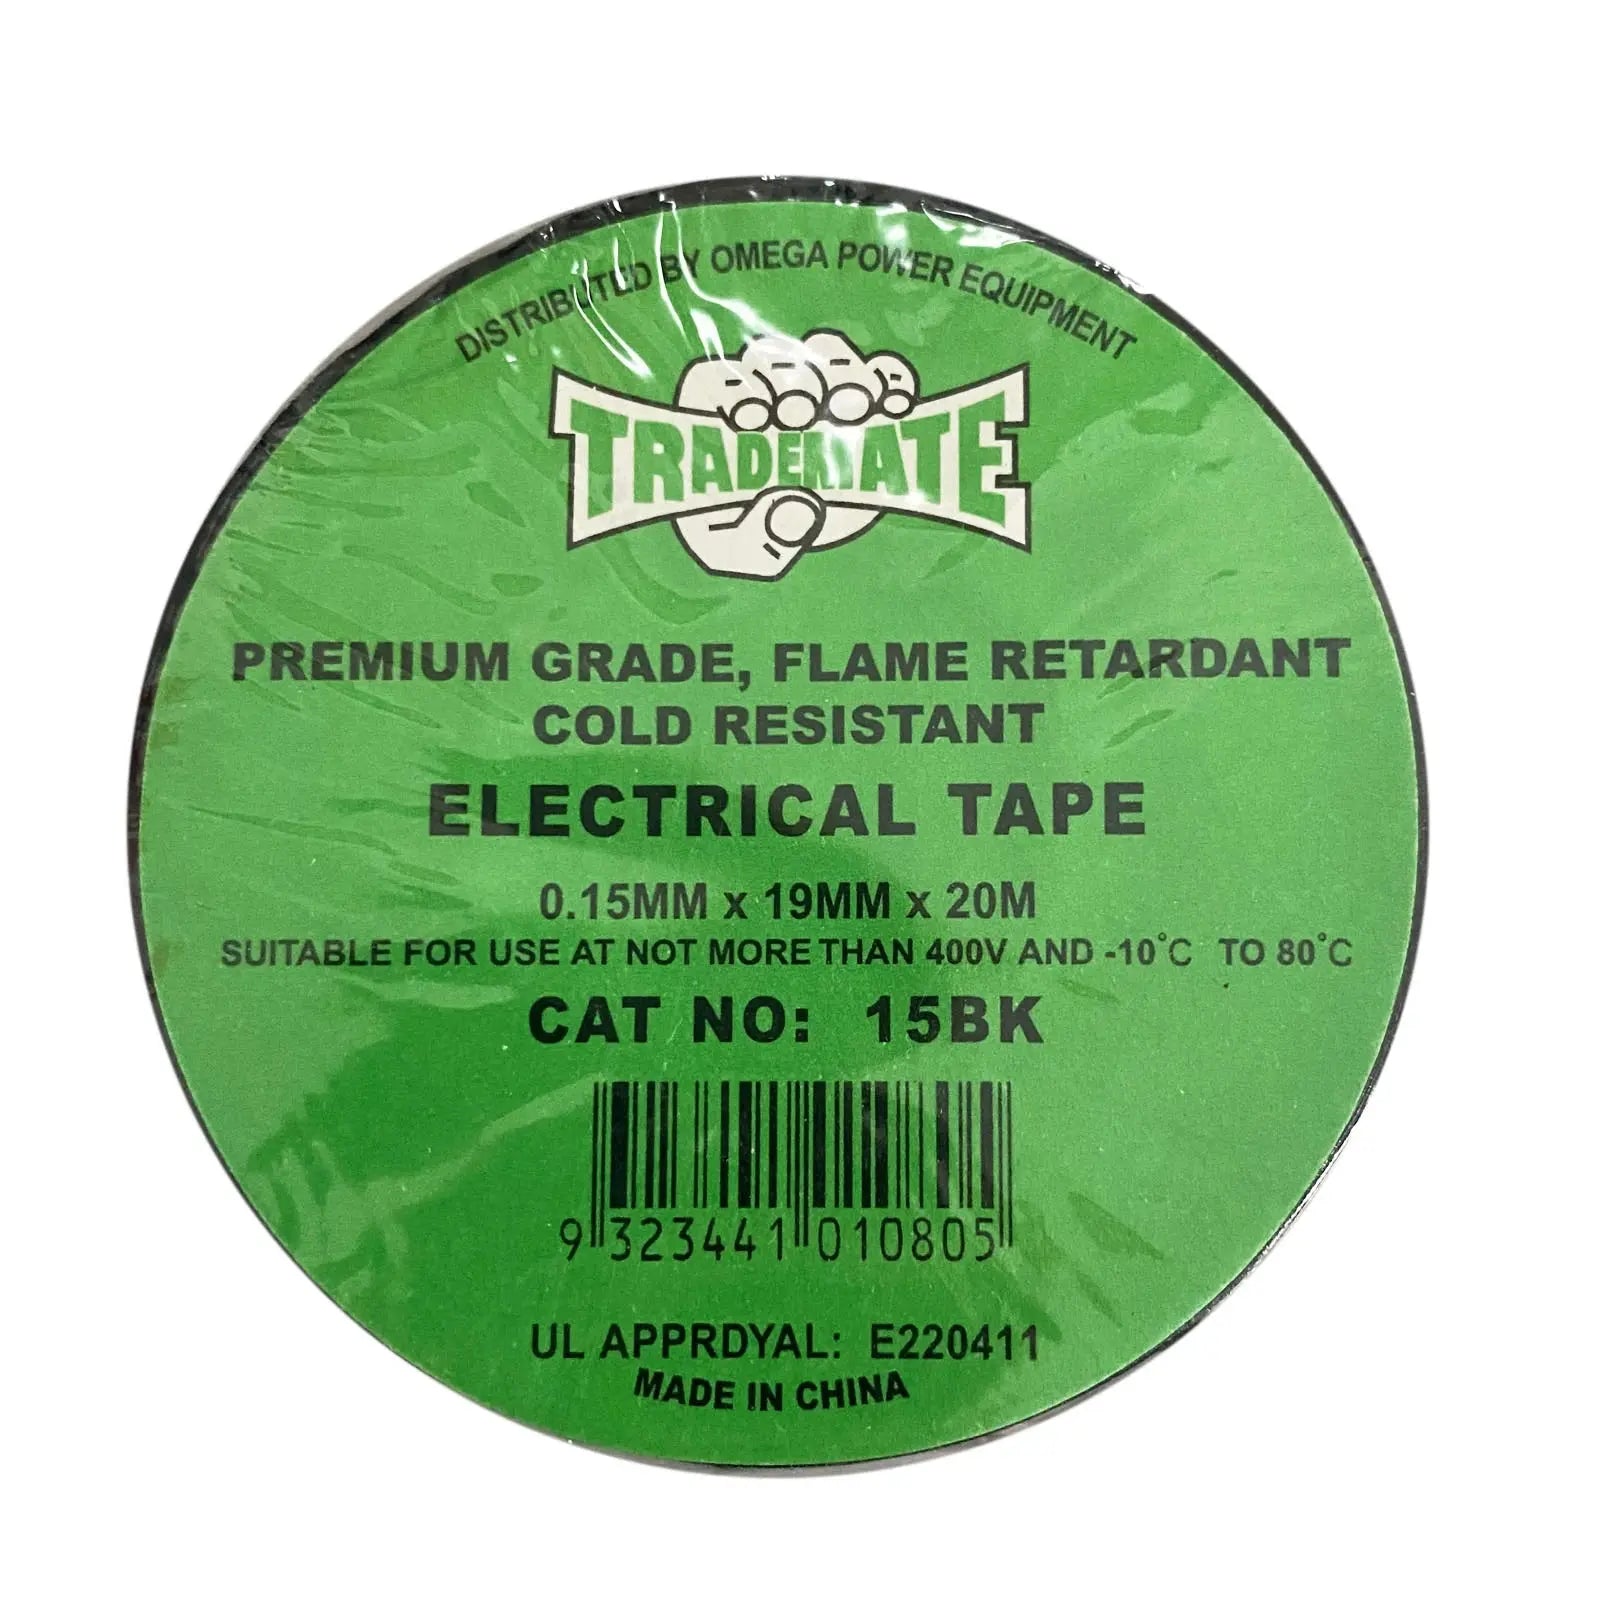 DISTRIBUTED BY OMEGA POWER EQUIPMENT
TRADEMATE
PREMIUM GRADE, FLAME RETARDANT
COLD RESISTANT
ELECTRICAL TAPE
0.15MM x 19MM x 20M
SUITABLE FOR USE AT NOT MORE THAN 400V AND -10°C TO 80°C
CAT NO: 15BK
9 323441 010805
UL APPRDYAL: E220411
MADE IN CHINA